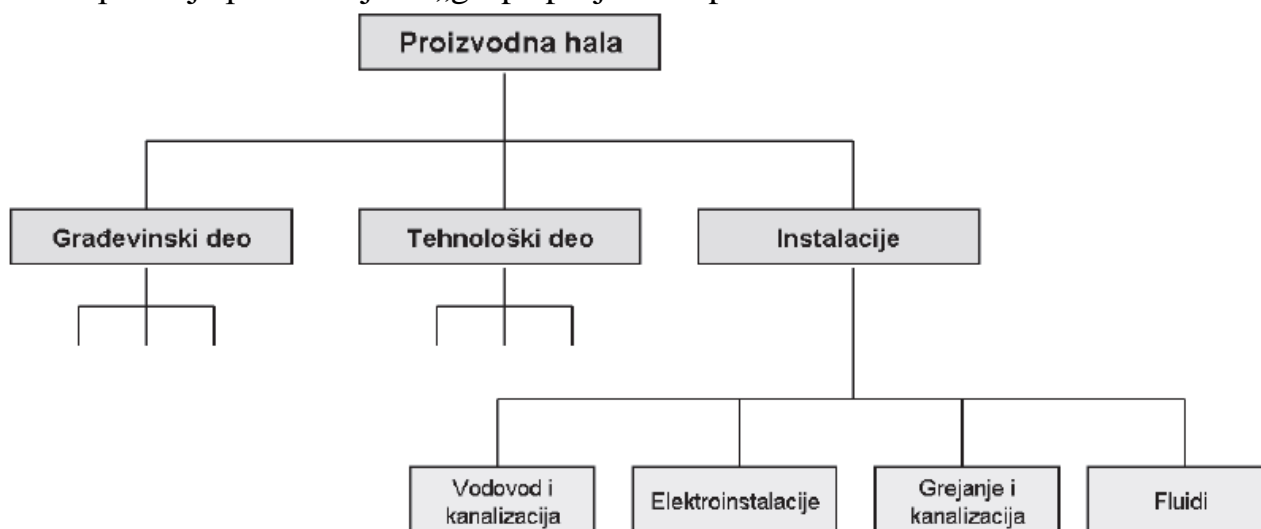 Proizvodna hala
Građevinski deo
Tehnološki deo
Instalacije
Vodovod i
kanalizacija
Elektroinstalacije
Grejanje i
kanalizacija
Fluidi